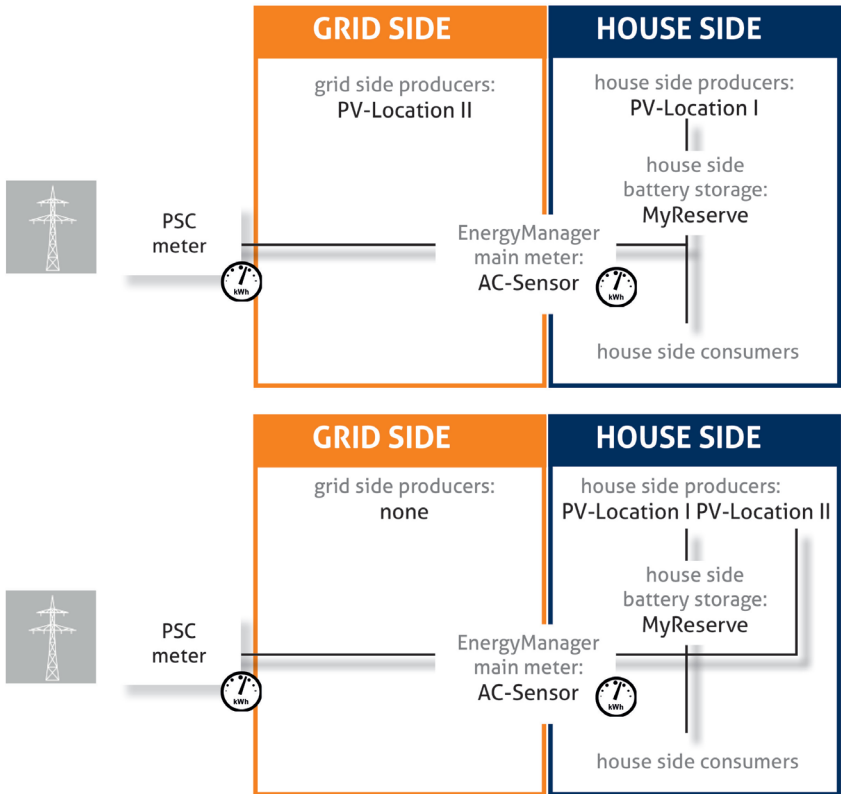 GRID SIDE
HOUSE SIDE
grid side producers:
PV-Location II
house side producers:
PV-Location I
house side
battery storage:
MyReserve
PSC
meter
kWh
EnergyManager
main meter:
AC-Sensor
kWh
house side consumers
GRID SIDE
HOUSE SIDE
grid side producers:
none
house side producers:
PV-Location I PV-Location II
house side
battery storage:
MyReserve
PSC
meter
kWh
EnergyManager
main meter:
AC-Sensor
kWh
house side consumers